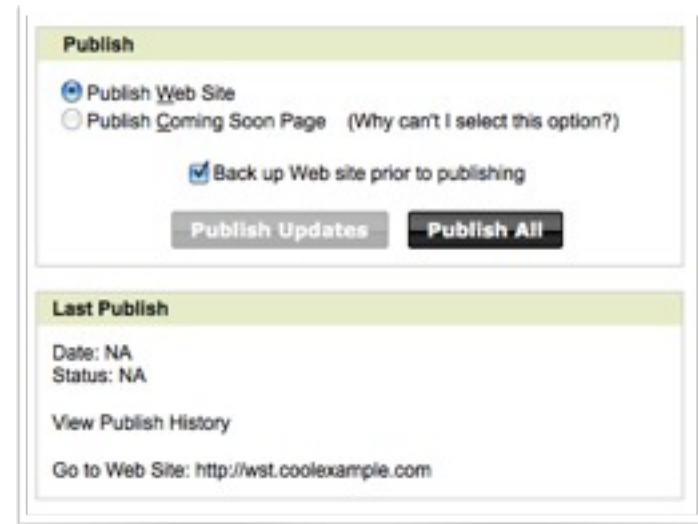 Publish
Publish Web Site
Publish Coming Soon Page (Why can't I select this option?)
Back up Web site prior to publishing
Publish Updates Publish All
Last Publish
Date: NA
Status: NA
View Publish History
Go to Web Site: http://wst.coolexample.com